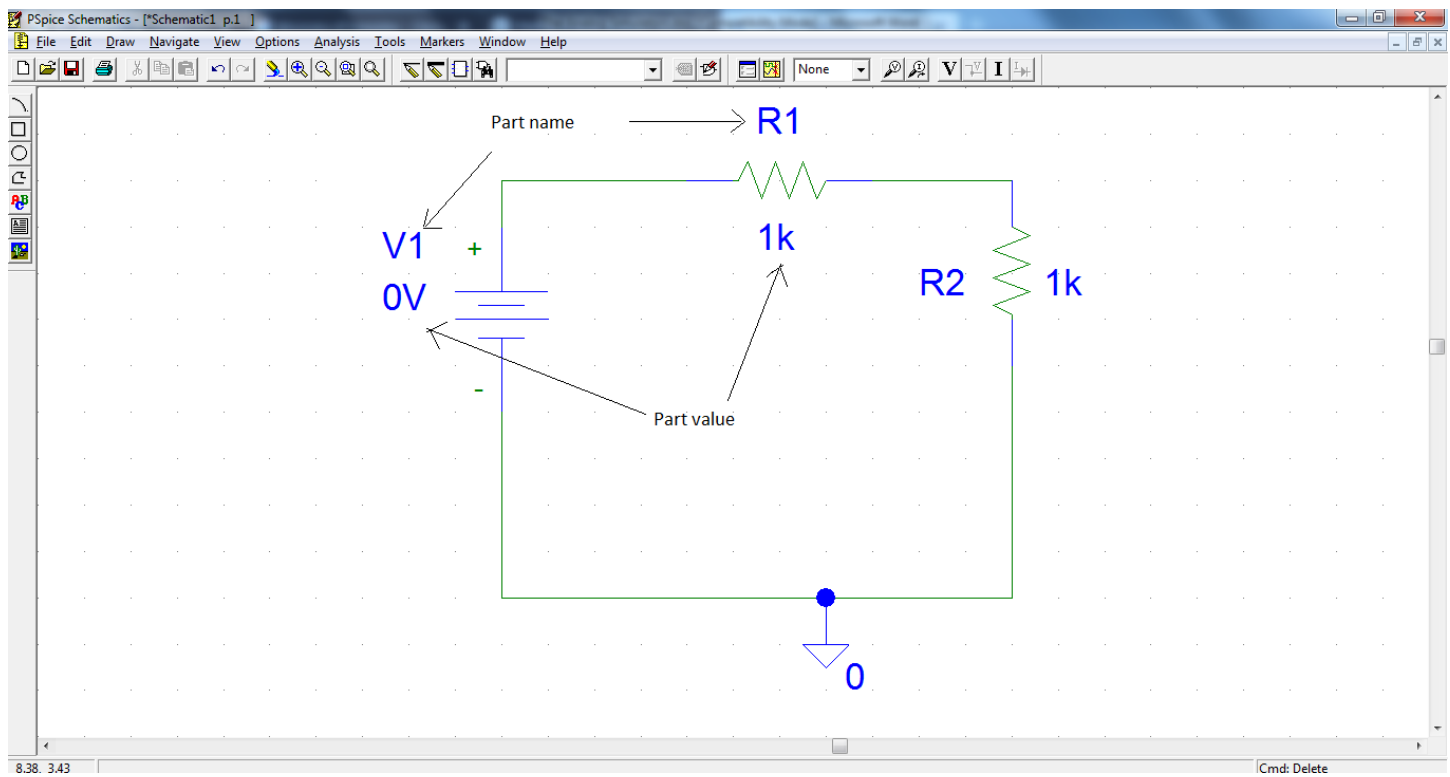 PSpice Schematics - [*Schematic1 p.1 ]
File Edit Draw Navigate View Options Analysis Tools Markers Window Help
None V V I I
ABC
Part name R1
V1 + 1k
0V R2 1k
-
Part value
0
8.38, 3.43 Cmd: Delete